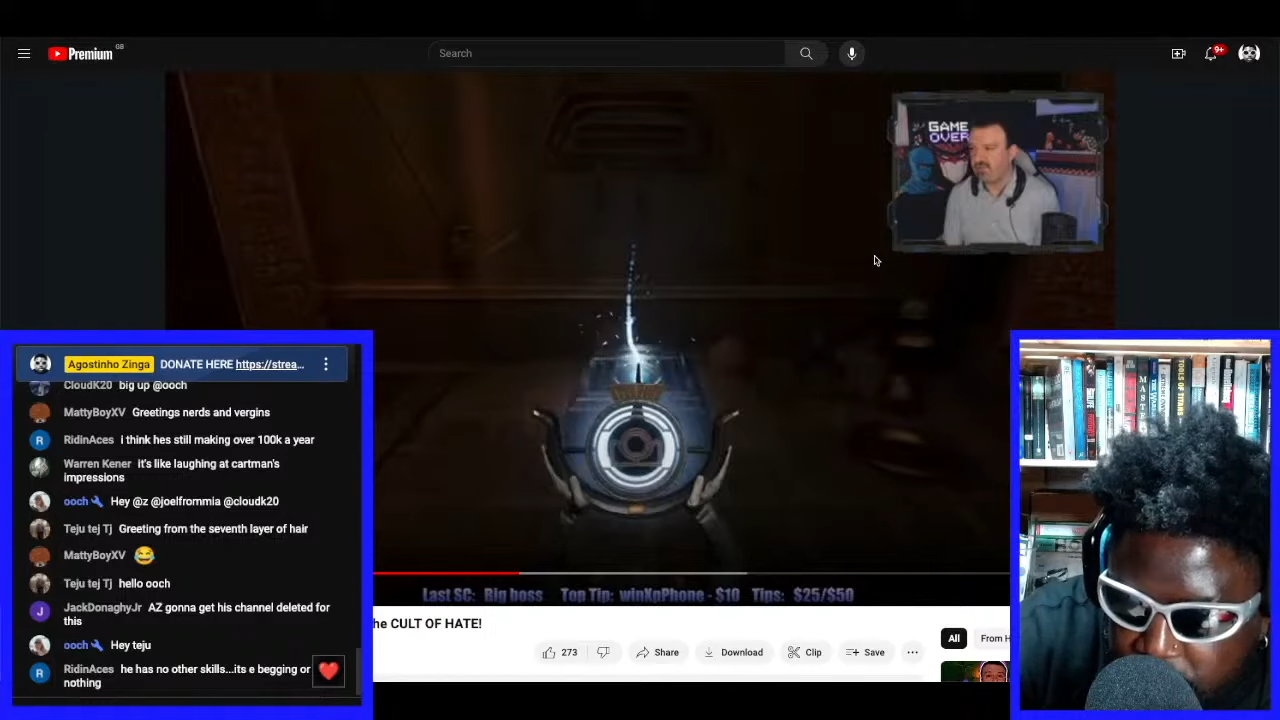 Premium GB
Search
9+
GAME
OVER
Agostinho Zinga DONATE HERE https://strea...
CloudK20 big up @ooch
MattyBoyXV Greetings nerds and vergins
R RidinAces i think hes still making over 100k a year
Warren Kener it's like laughing at cartman's
impressions
ooch Hey @z @joelfrommia @cloudk20
Teju tej Tj Greeting from the seventh layer of hair
MattyBoyXV 😂
Teju tej Tj hello ooch
J JackDonaghyJr AZ gonna get his channel deleted for
this
ooch Hey teju
R RidinAces he has no other skills...its e begging or
nothing
Last SC: Big boss Top Tip: winXpPhone - $10 Tips: $25/$50
he CULT OF HATE!
273 Share Download Clip Save
All From H
TOOLS OF TITANS